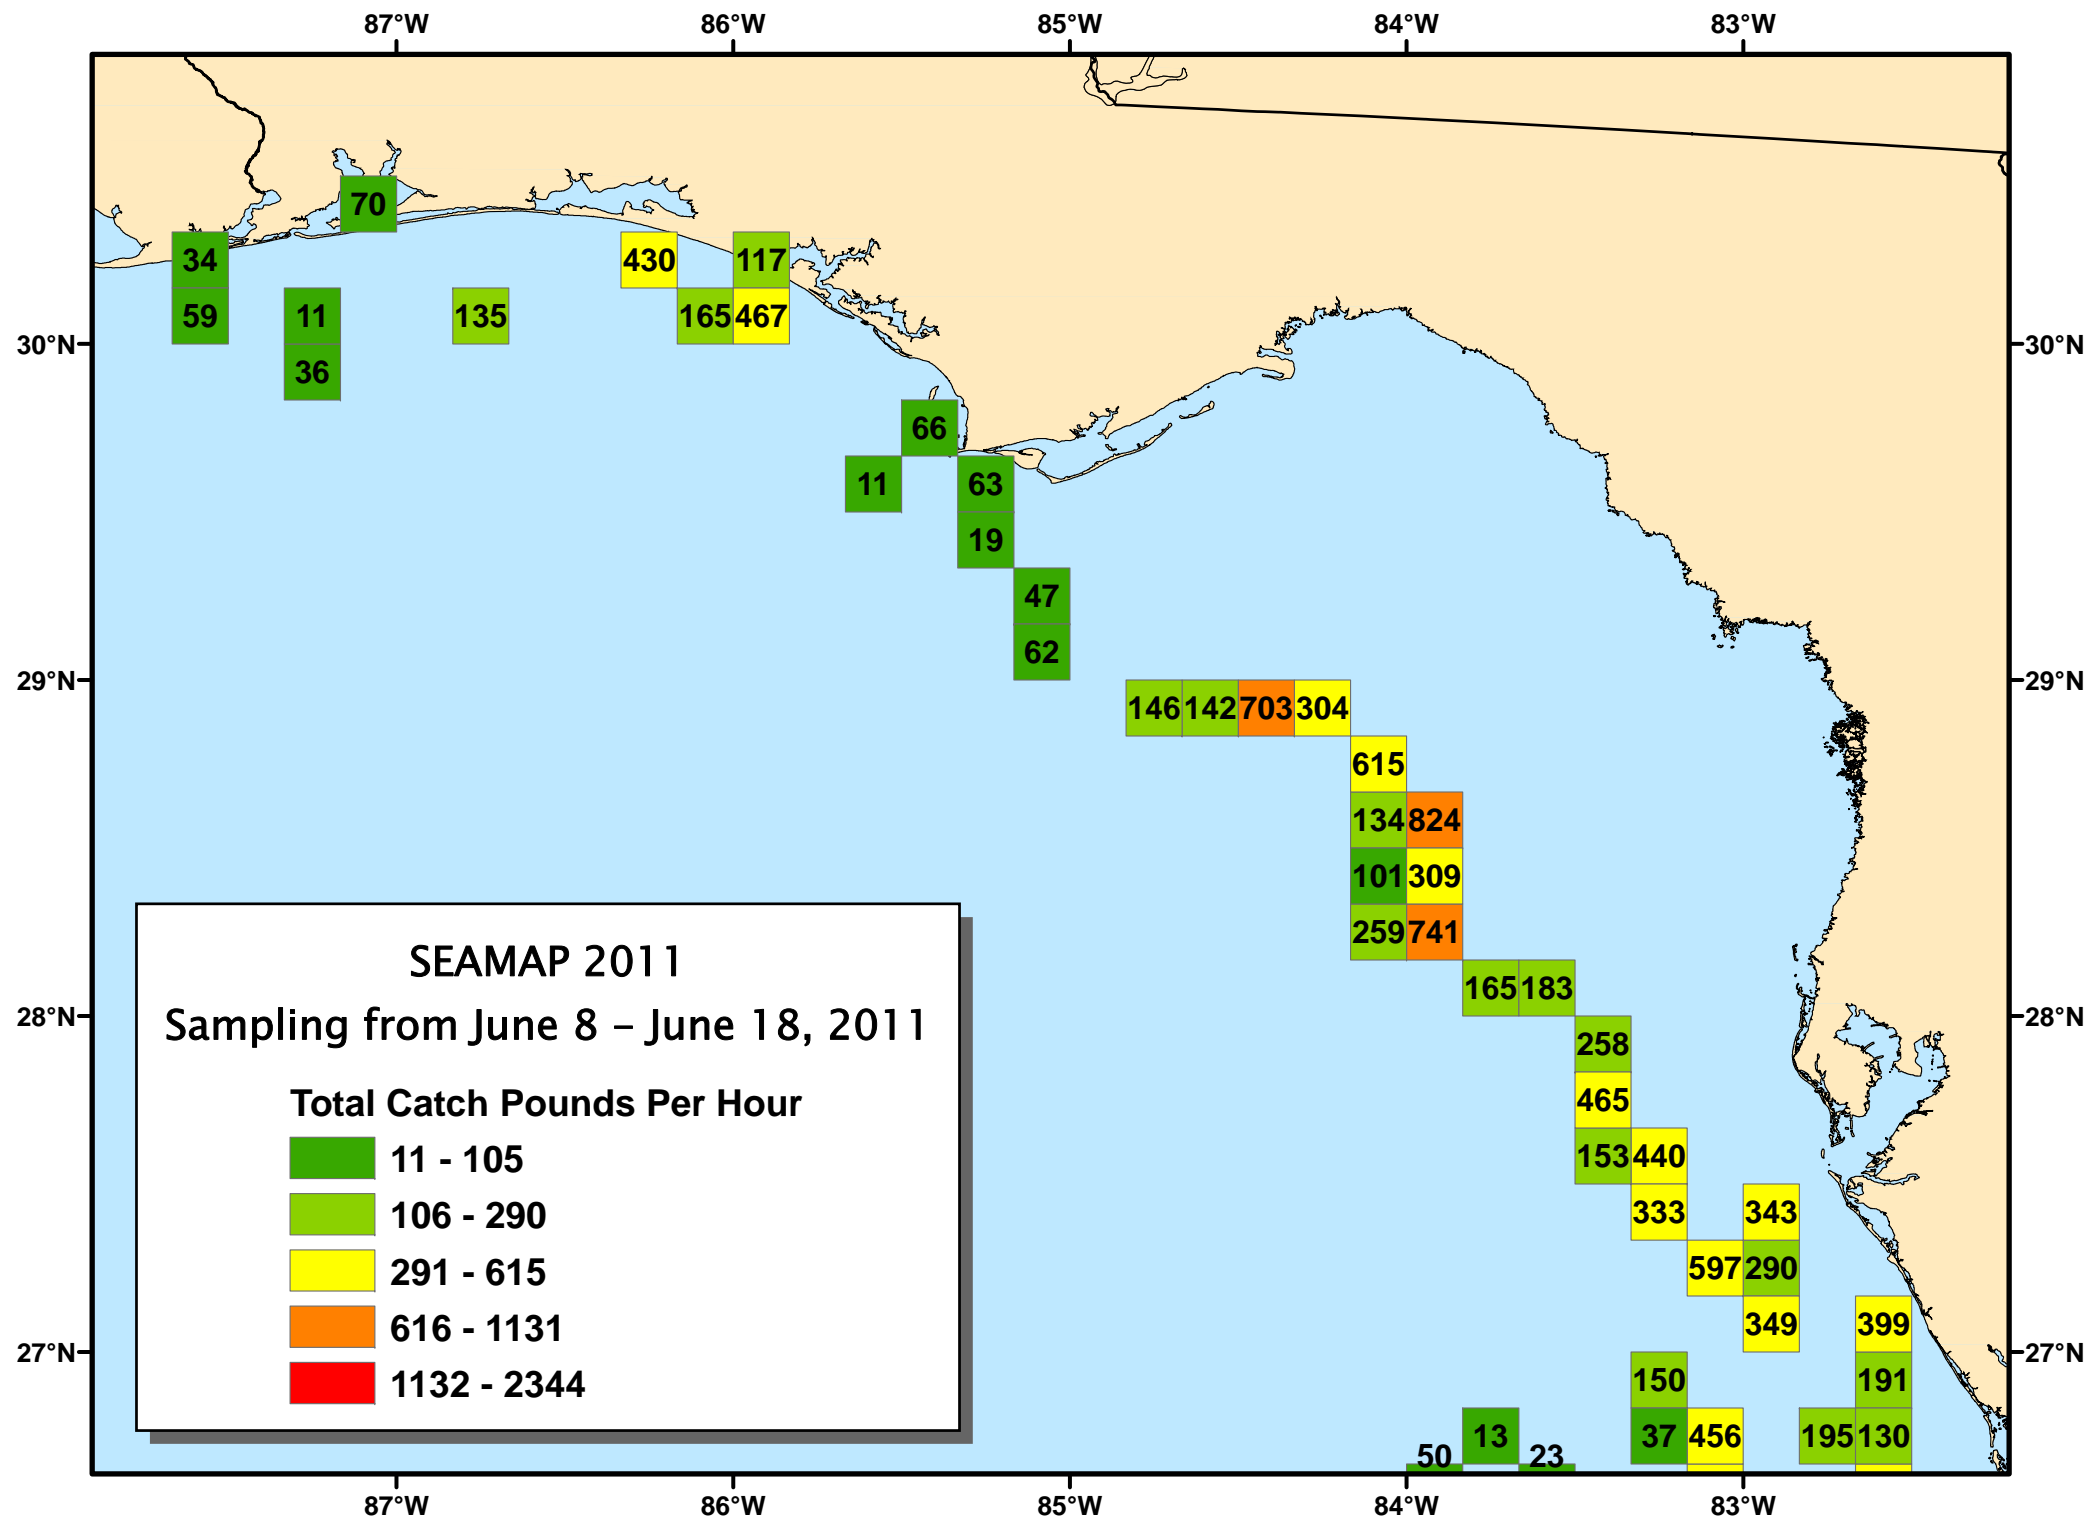 87°W 86°W 85°W 84°W 83°W
70
34 430 117
59 11 135 165 467
30°N 30°N
36
66
11 63
19
47
62
29°N 29°N
146 142 703 304
615
134 824
101 309
259 741
165 183
28°N 28°N
258
465
153 440
333 343
597 290
349 399
27°N 27°N
150 191
13 37 456 195 130
50 23
SEAMAP 2011
Sampling from June 8 – June 18, 2011
Total Catch Pounds Per Hour
11 - 105
106 - 290
291 - 615
616 - 1131
1132 - 2344
87°W 86°W 85°W 84°W 83°W